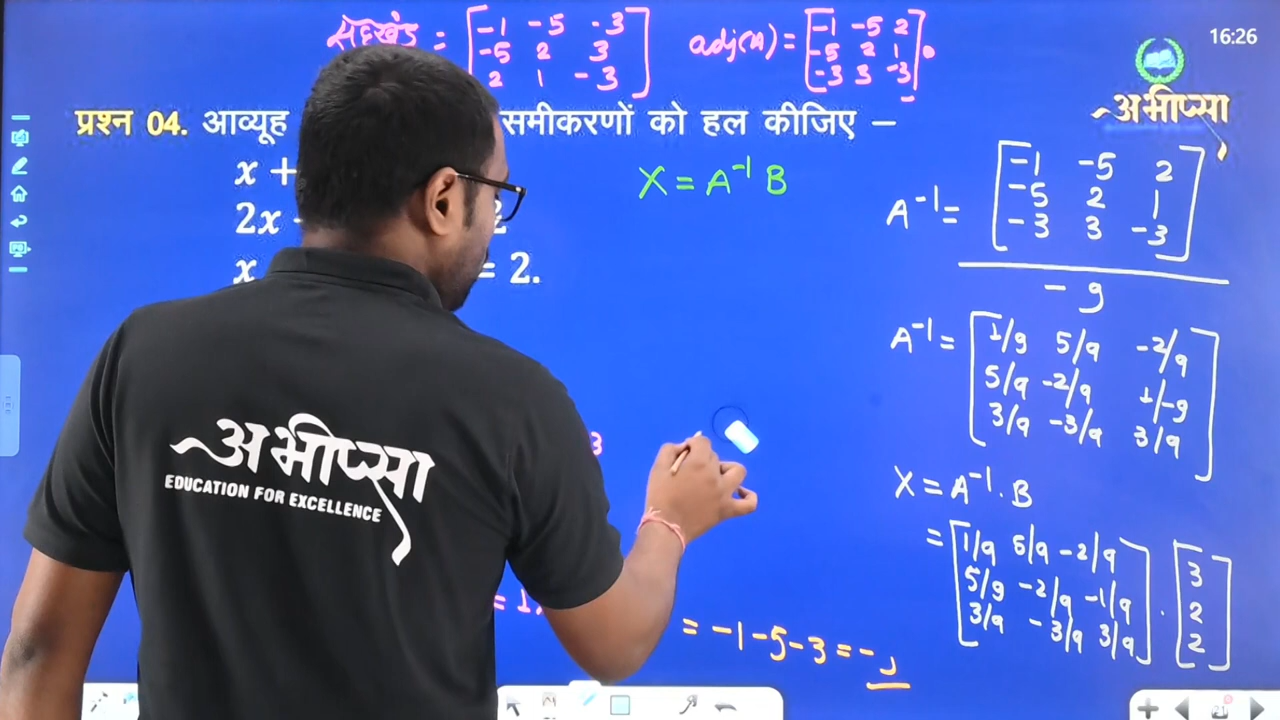 सहखंड = [-1 -5 -3
-5 2 3
2 1 -3]
adj(A) = [-1 -5 2
-5 2 1
-3 3 -3]
16:26
अभीप्सा
प्रश्न 04. आव्यूह समीकरणों को हल कीजिए –
x +
2x
x = 2.
X = A⁻¹ B
A⁻¹ = [-1 -5 2
-5 2 1
-3 3 -3]
-9
A⁻¹ = [1/9 5/9 -2/9
5/9 -2/9 1/-9
3/9 -3/9 3/9]
X = A⁻¹ . B
= [1/9 5/9 -2/9
5/9 -2/9 -1/9
3/9 -3/9 3/9] . [3
2
2]
3
= 1
= -1-5-3 = -9
अभीप्सा
EDUCATION FOR EXCELLENCE
21